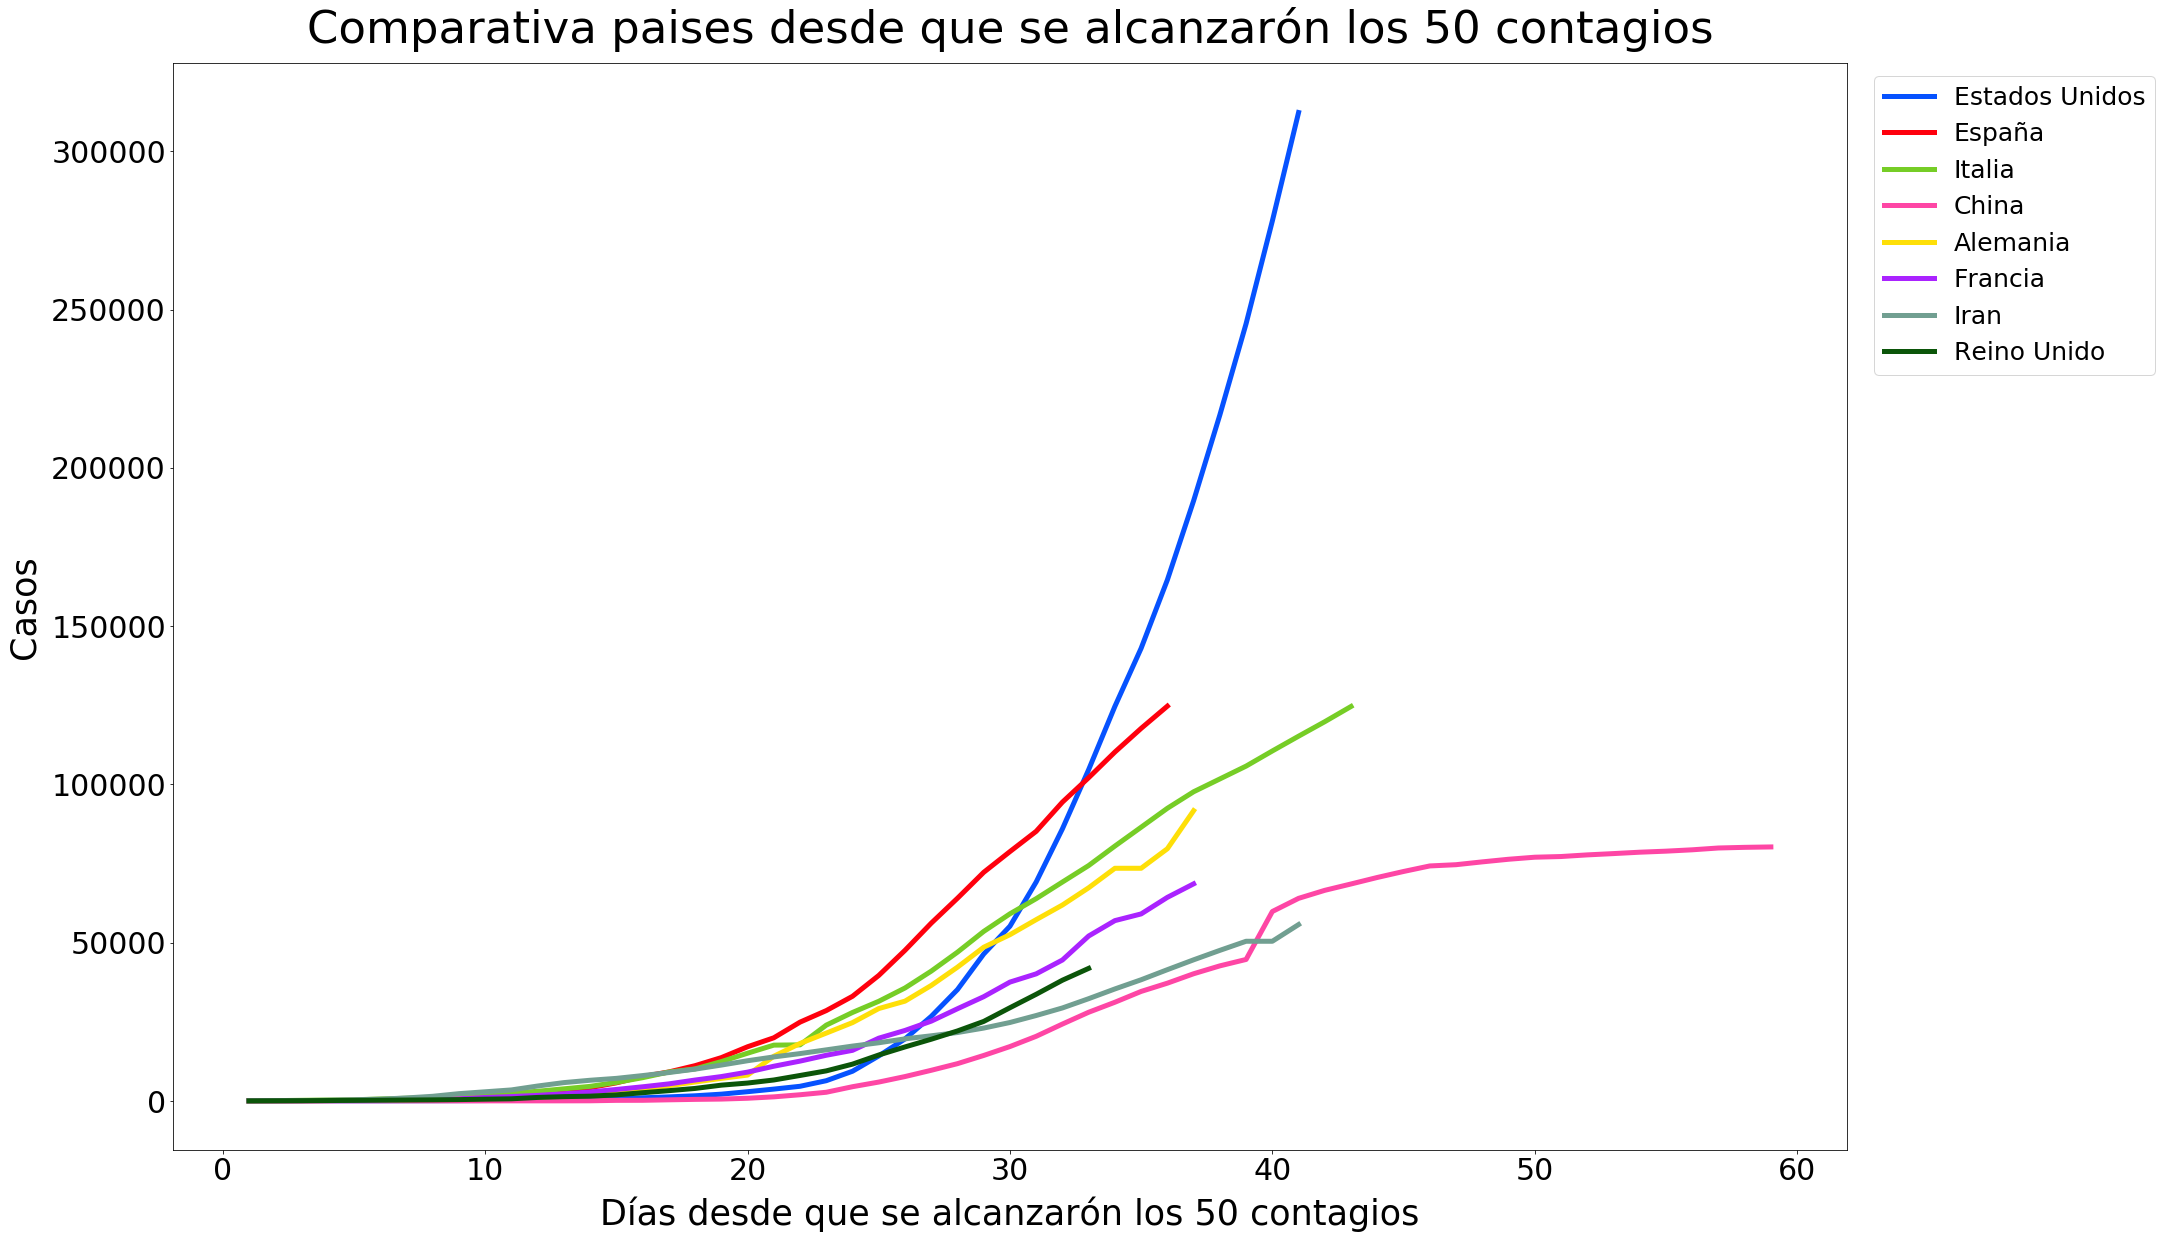 Comparativa paises desde que se alcanzarón los 50 contagios
Estados Unidos
España
Italia
China
Alemania
Francia
Iran
Reino Unido
Casos
300000
250000
200000
150000
100000
50000
0
0 10 20 30 40 50 60
Días desde que se alcanzarón los 50 contagios